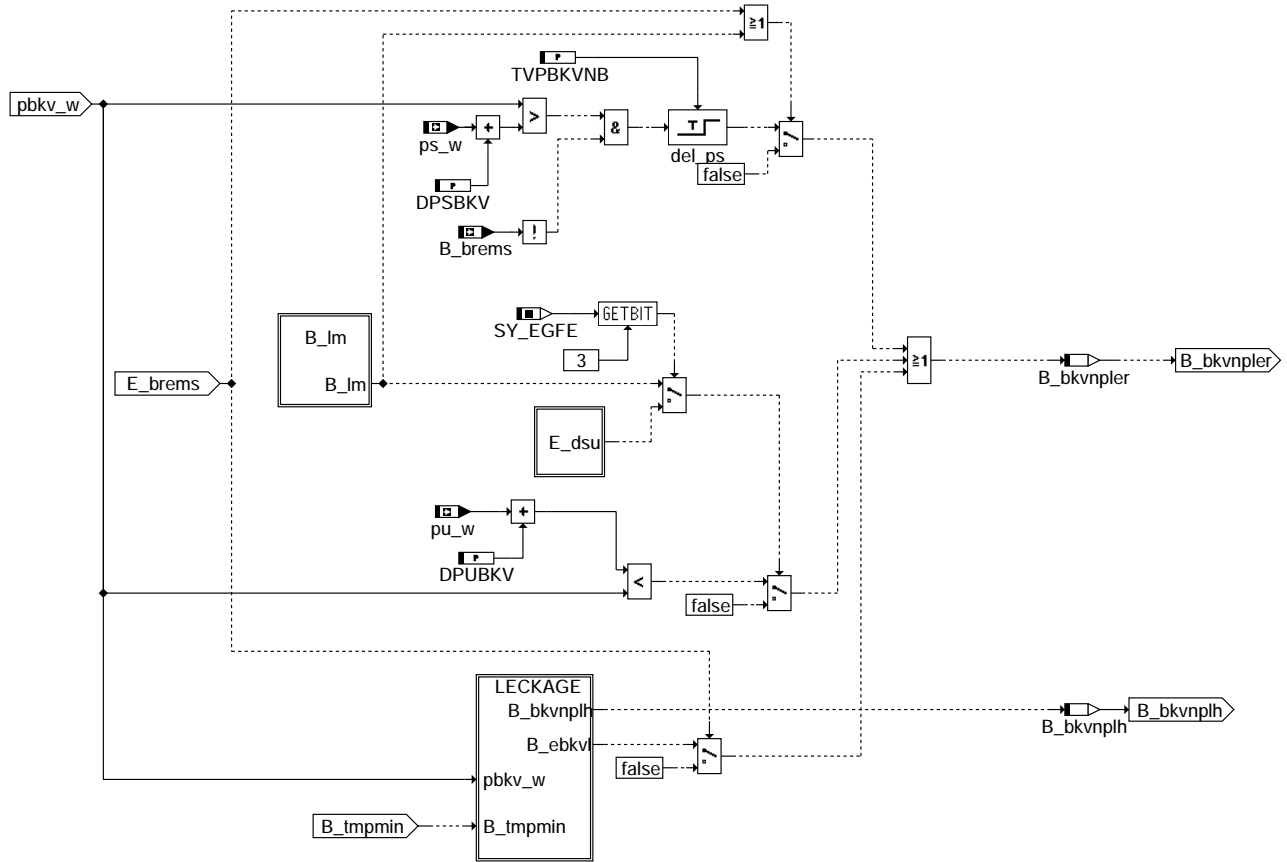 ≧1
P
TVPBKVNB
pbkv_w
>
&
T
ps_w
+
del_ps
false
P
DPSBKV
B_brems
!
SY_EGFE
GETBIT
3
B_lm
B_lm
E_brems
≧1
B_bkvnpler
B_bkvnpler
E_dsu
pu_w
+
P
DPUBKV
<
false
LECKAGE
B_bkvnplh
B_bkvnplh
B_bkvnplh
B_ebkvl
false
pbkv_w
B_tmpmin
B_tmpmin